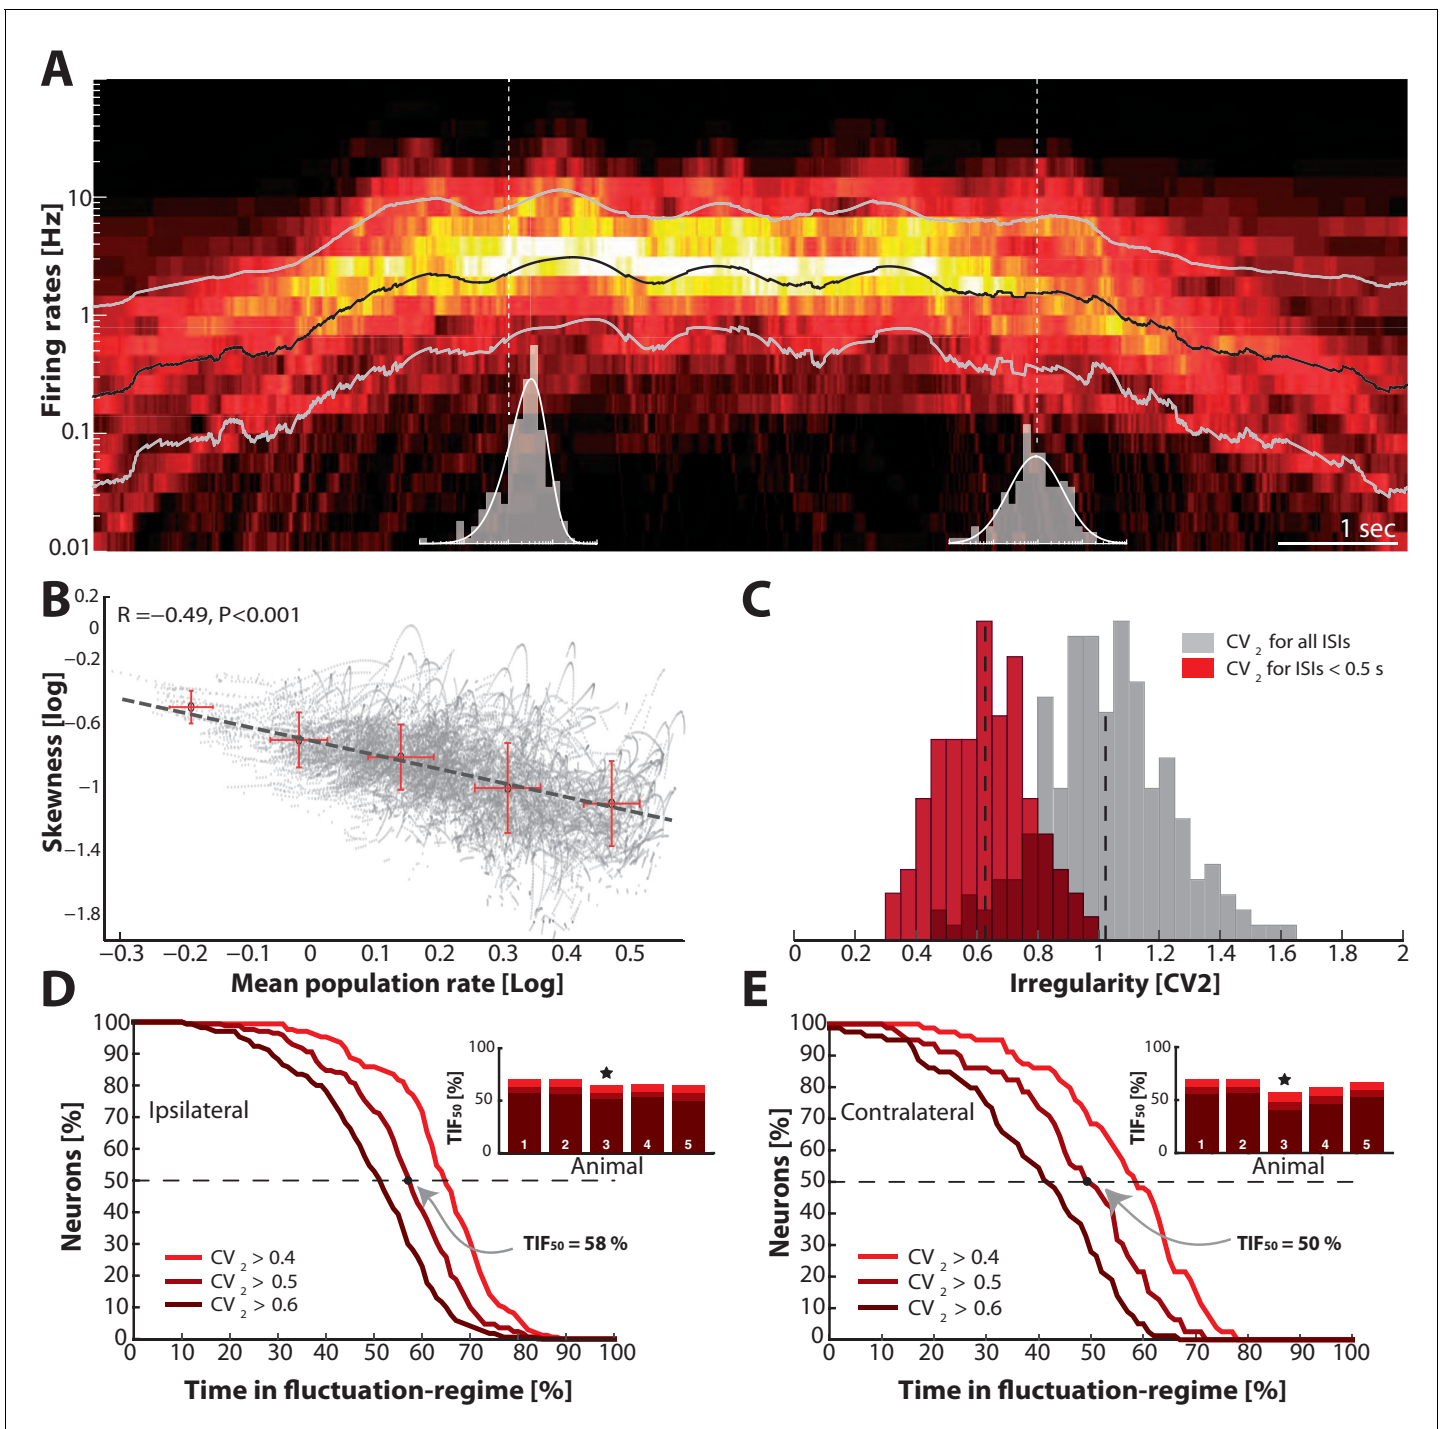 A
Firing rates [Hz]
10
1
0.1
0.01
1 sec
B
R =−0.49, P<0.001
Skewness [log]
0.2
0
−0.2
−0.6
−1
−1.4
−1.8
−0.3 −0.2 −0.1 0 0.1 0.2 0.3 0.4 0.5
Mean population rate [Log]
C
CV 2 for all ISIs
CV 2 for ISIs < 0.5 s
0 0.2 0.4 0.6 0.8 1 1.2 1.4 1.6 1.8 2
Irregularity [CV2]
D
Neurons [%]
100
90
80
70
60
50
40
30
20
10
0
Ipsilateral
TIF50 [%]
100
50
0
★
1 2 3 4 5
Animal
TIF50 = 58 %
CV 2 > 0.4
CV 2 > 0.5
CV 2 > 0.6
0 10 20 30 40 50 60 70 80 90 100
Time in fluctuation-regime [%]
E
Neurons [%]
100
90
80
70
60
50
40
30
20
10
0
Contralateral
TIF50 [%]
100
50
0
★
1 2 3 4 5
Animal
TIF50 = 50 %
CV 2 > 0.4
CV 2 > 0.5
CV 2 > 0.6
0 10 20 30 40 50 60 70 80 90 100
Time in fluctuation-regime [%]